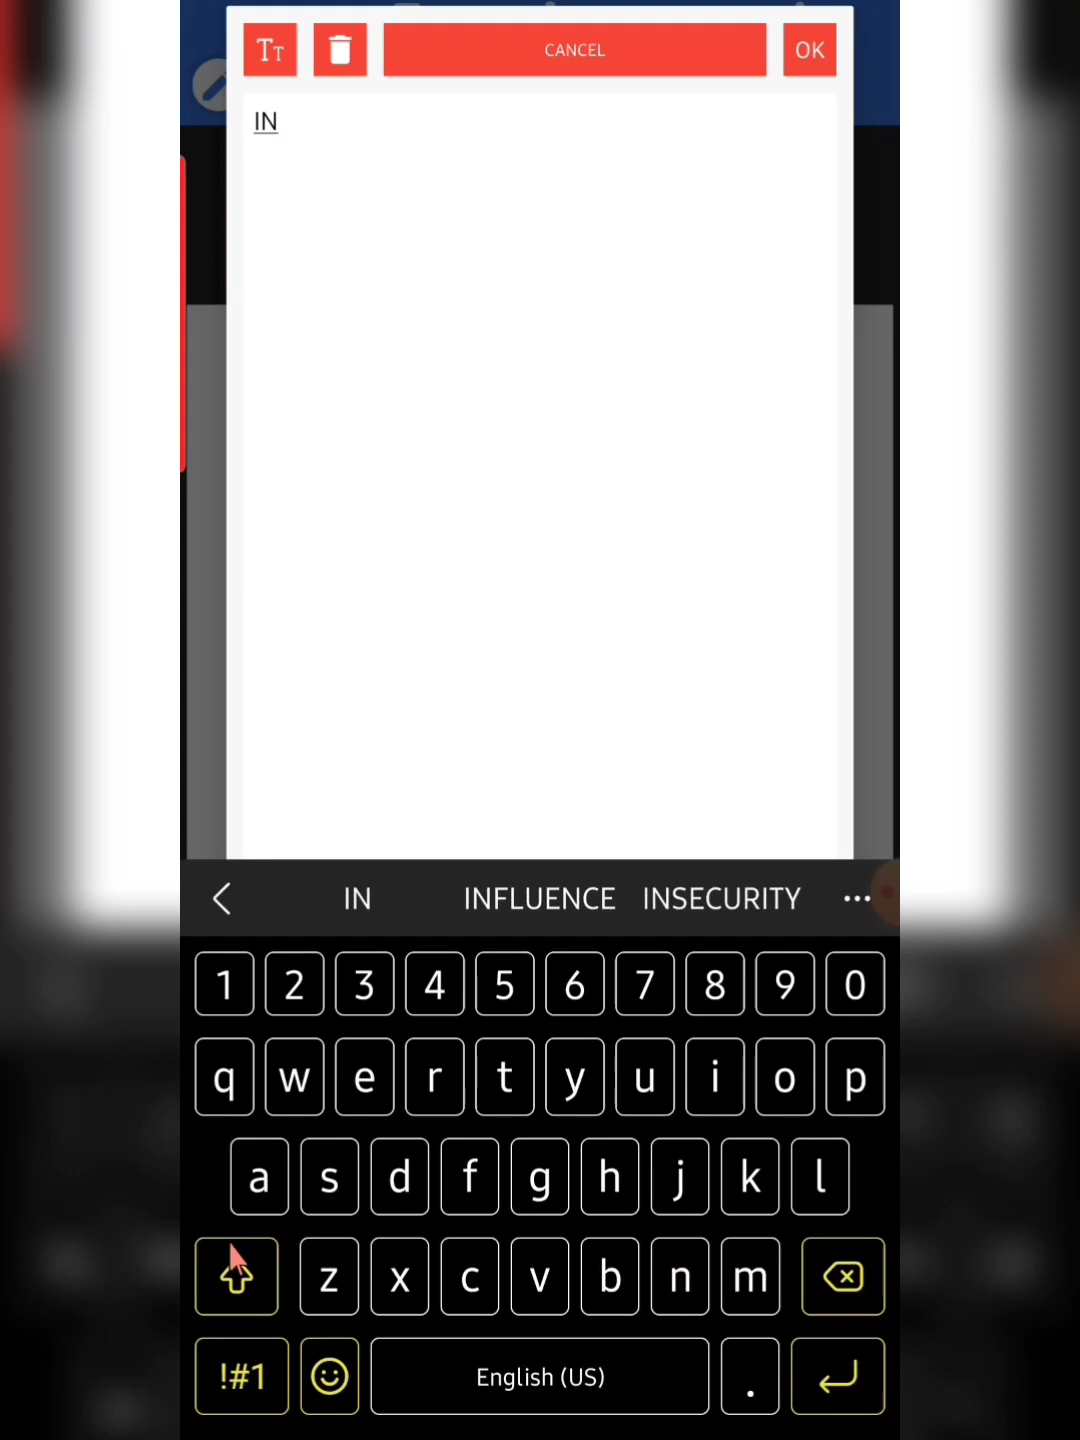 TT CANCEL OK
IN
IN INFLUENCE INSECURITY ...
1 2 3 4 5 6 7 8 9 0
q w e r t y u i o p
a s d f g h j k l
z x c v b n m
!#1 English (US) .